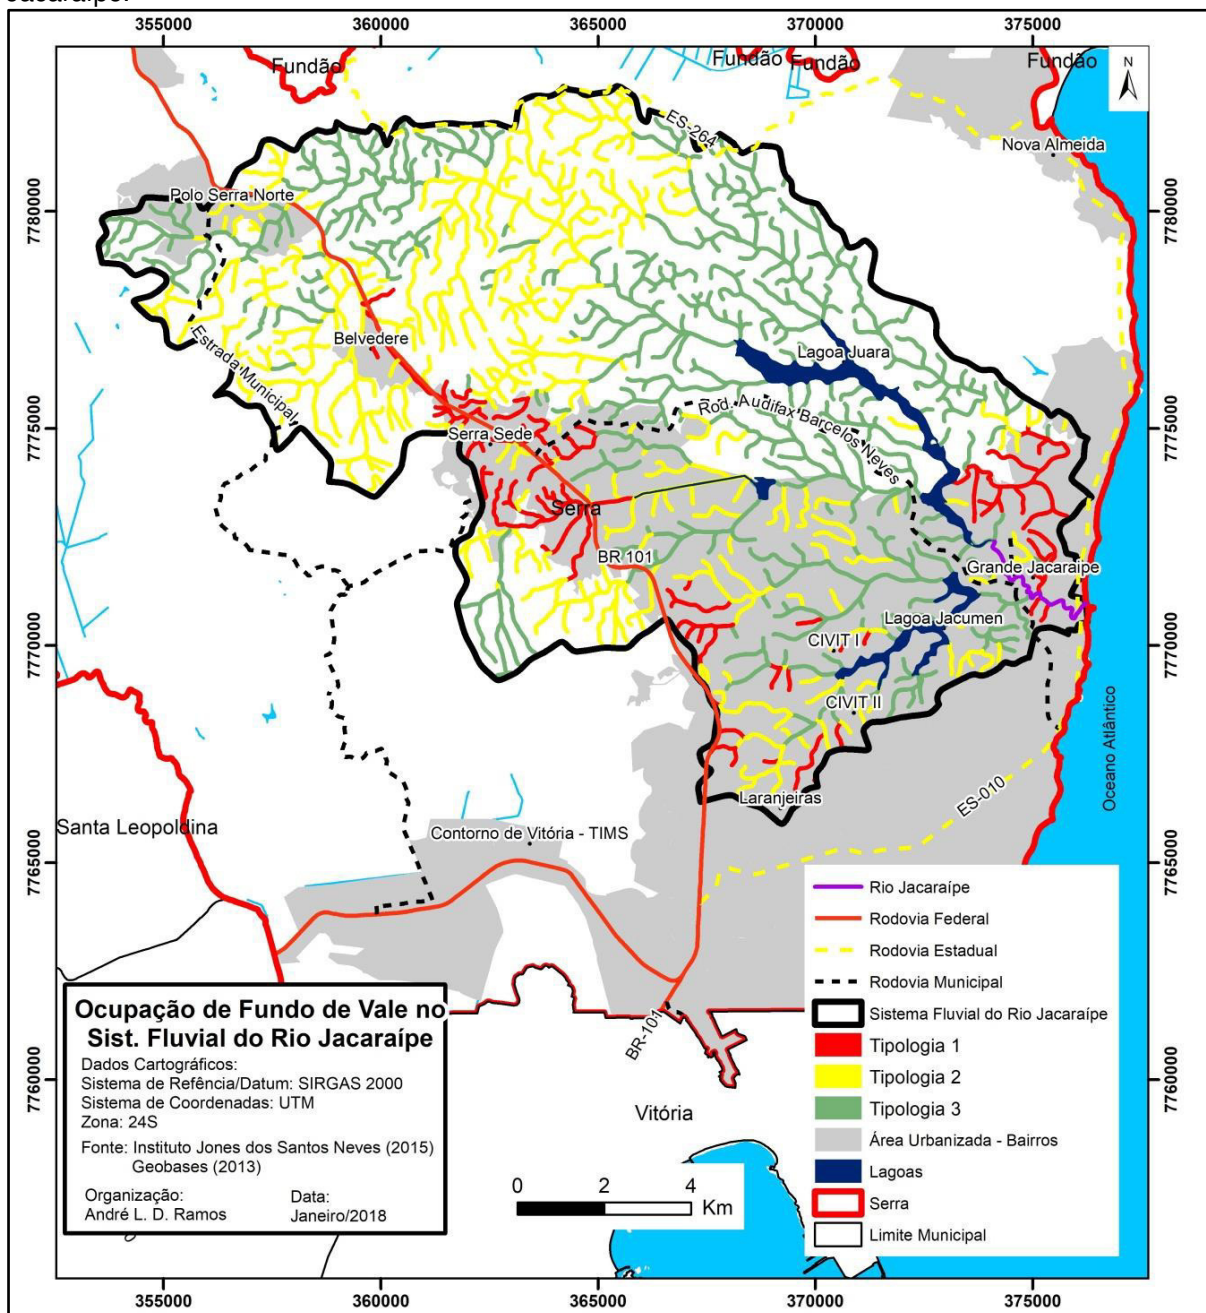 Jacaraípe.
355000 360000 365000 370000 375000
Fundão
Fundão
Fundão
Fundão
N
ES-264
Nova Almeida
7780000
7780000
Polo Serra Norte
Estrada Municipal
Belvedere
Lagoa Juara
Rod. Audifax Barcelos Neves
7775000
7775000
Serra Sede
Serra
BR 101
Grande Jacaraipe
Lagoa Jacumen
CIVIT I
7770000
7770000
CIVIT II
Oceano Atlântico
Laranjeiras
ES-010
Santa Leopoldina
Contorno de Vitória - TIMS
7765000
7765000
BR-101
Vitória
7760000
7760000
Rio Jacaraípe
Rodovia Federal
Rodovia Estadual
Rodovia Municipal
Sistema Fluvial do Rio Jacaraípe
Tipologia 1
Tipologia 2
Tipologia 3
Área Urbanizada - Bairros
Lagoas
Serra
Limite Municipal
Ocupação de Fundo de Vale no
Sist. Fluvial do Rio Jacaraípe
Dados Cartográficos:
Sistema de Refência/Datum: SIRGAS 2000
Sistema de Coordenadas: UTM
Zona: 24S
Fonte: Instituto Jones dos Santos Neves (2015)
Geobases (2013)
Organização: Data:
André L. D. Ramos Janeiro/2018
0 2 4
Km
355000 360000 365000 370000 375000